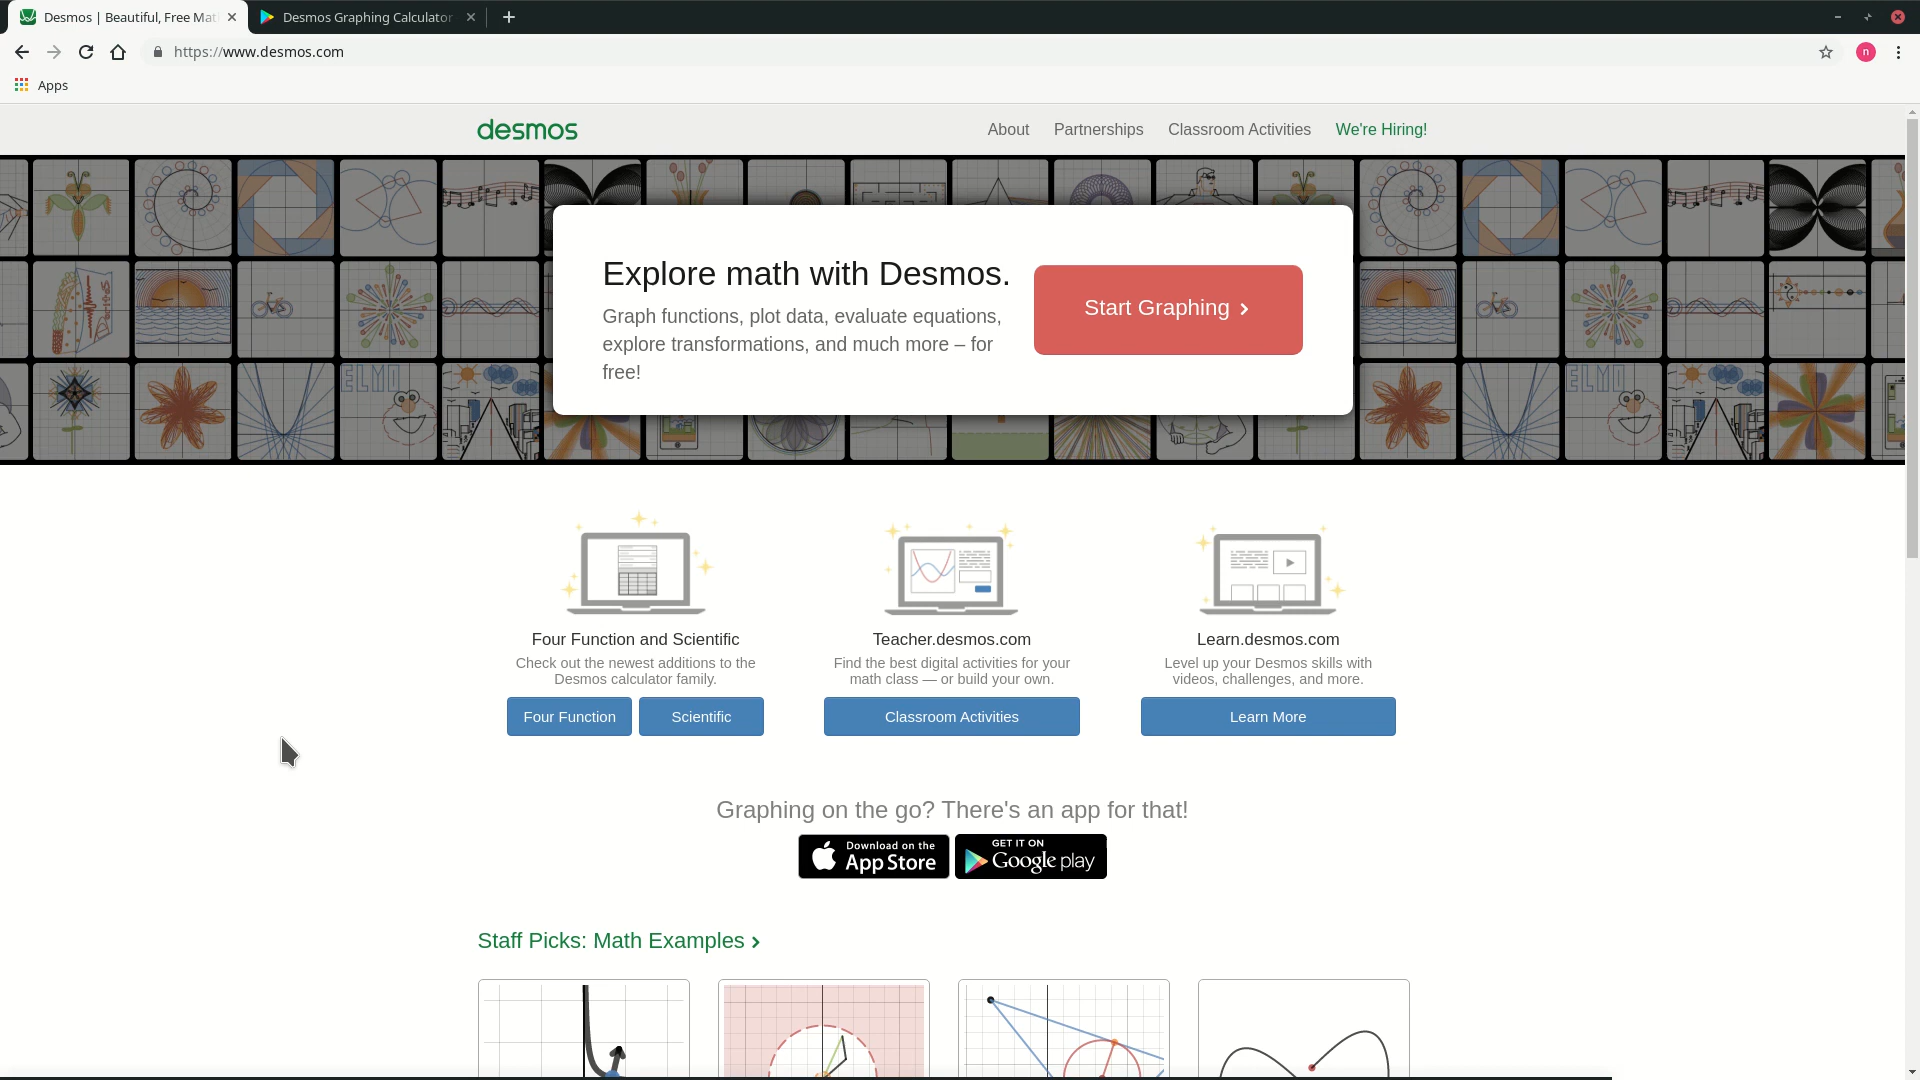 Desmos | Beautiful, Free Mat
Desmos Graphing Calculator
https://www.desmos.com
n
Apps
desmos
About
Partnerships
Classroom Activities
We're Hiring!
Explore math with Desmos.
Graph functions, plot data, evaluate equations,
explore transformations, and much more – for
free!
Start Graphing ›
ELMO
ELMO
Four Function and Scientific
Check out the newest additions to the
Desmos calculator family.
Four Function
Scientific
Teacher.desmos.com
Find the best digital activities for your
math class — or build your own.
Classroom Activities
Learn.desmos.com
Level up your Desmos skills with
videos, challenges, and more.
Learn More
Graphing on the go? There's an app for that!
Download on the
App Store
GET IT ON
Google play
Staff Picks: Math Examples ›